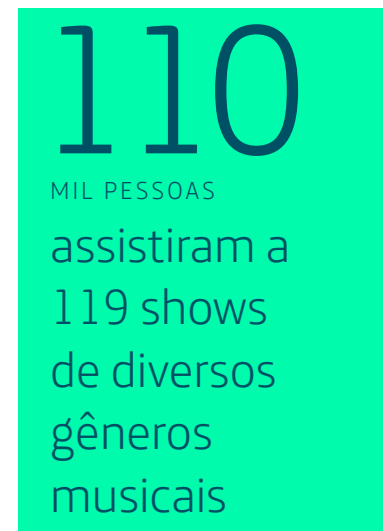 110
MIL PESSOAS
assistiram a
119 shows
de diversos
gêneros
musicais